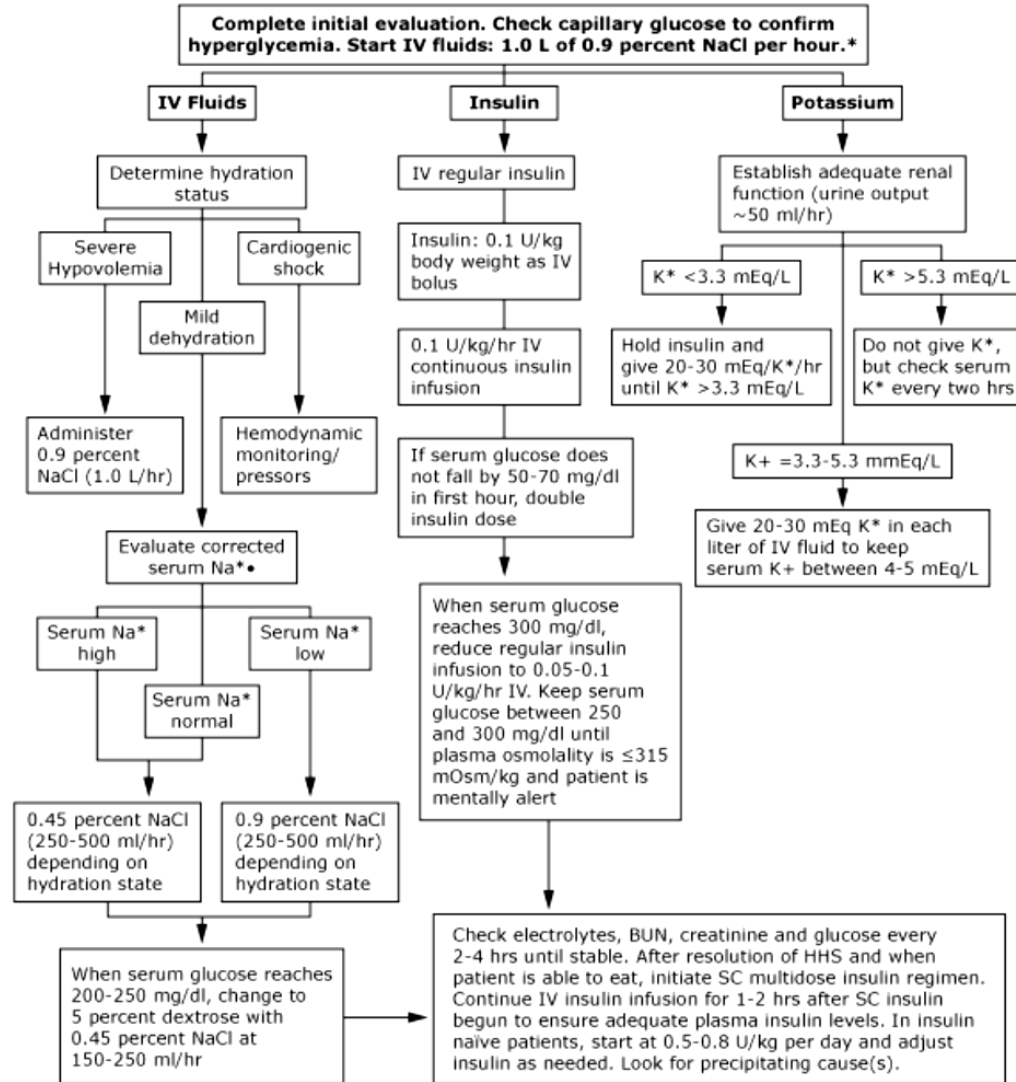 Complete initial evaluation. Check capillary glucose to confirm
hyperglycemia. Start IV fluids: 1.0 L of 0.9 percent NaCl per hour.*
IV Fluids
Determine hydration
status
Severe
Hypovolemia
Cardiogenic
shock
Mild
dehydration
Administer
0.9 percent
NaCl (1.0 L/hr)
Hemodynamic
monitoring/
pressors
Evaluate corrected
serum Na*•
Serum Na*
high
Serum Na*
low
Serum Na*
normal
0.45 percent NaCl
(250-500 ml/hr)
depending on
hydration state
0.9 percent NaCl
(250-500 ml/hr)
depending on
hydration state
When serum glucose reaches
200-250 mg/dl, change to
5 percent dextrose with
0.45 percent NaCl at
150-250 ml/hr
Insulin
IV regular insulin
Insulin: 0.1 U/kg
body weight as IV
bolus
0.1 U/kg/hr IV
continuous insulin
infusion
If serum glucose does
not fall by 50-70 mg/dl
in first hour, double
insulin dose
When serum glucose
reaches 300 mg/dl,
reduce regular insulin
infusion to 0.05-0.1
U/kg/hr IV. Keep serum
glucose between 250
and 300 mg/dl until
plasma osmolality is ≤315
mOsm/kg and patient is
mentally alert
Potassium
Establish adequate renal
function (urine output
~50 ml/hr)
K* <3.3 mEq/L
K* >5.3 mEq/L
Hold insulin and
give 20-30 mEq/K*/hr
until K* >3.3 mEq/L
Do not give K*,
but check serum
K* every two hrs
K+ =3.3-5.3 mmEq/L
Give 20-30 mEq K* in each
liter of IV fluid to keep
serum K+ between 4-5 mEq/L
Check electrolytes, BUN, creatinine and glucose every
2-4 hrs until stable. After resolution of HHS and when
patient is able to eat, initiate SC multidose insulin regimen.
Continue IV insulin infusion for 1-2 hrs after SC insulin
begun to ensure adequate plasma insulin levels. In insulin
naïve patients, start at 0.5-0.8 U/kg per day and adjust
insulin as needed. Look for precipitating cause(s).